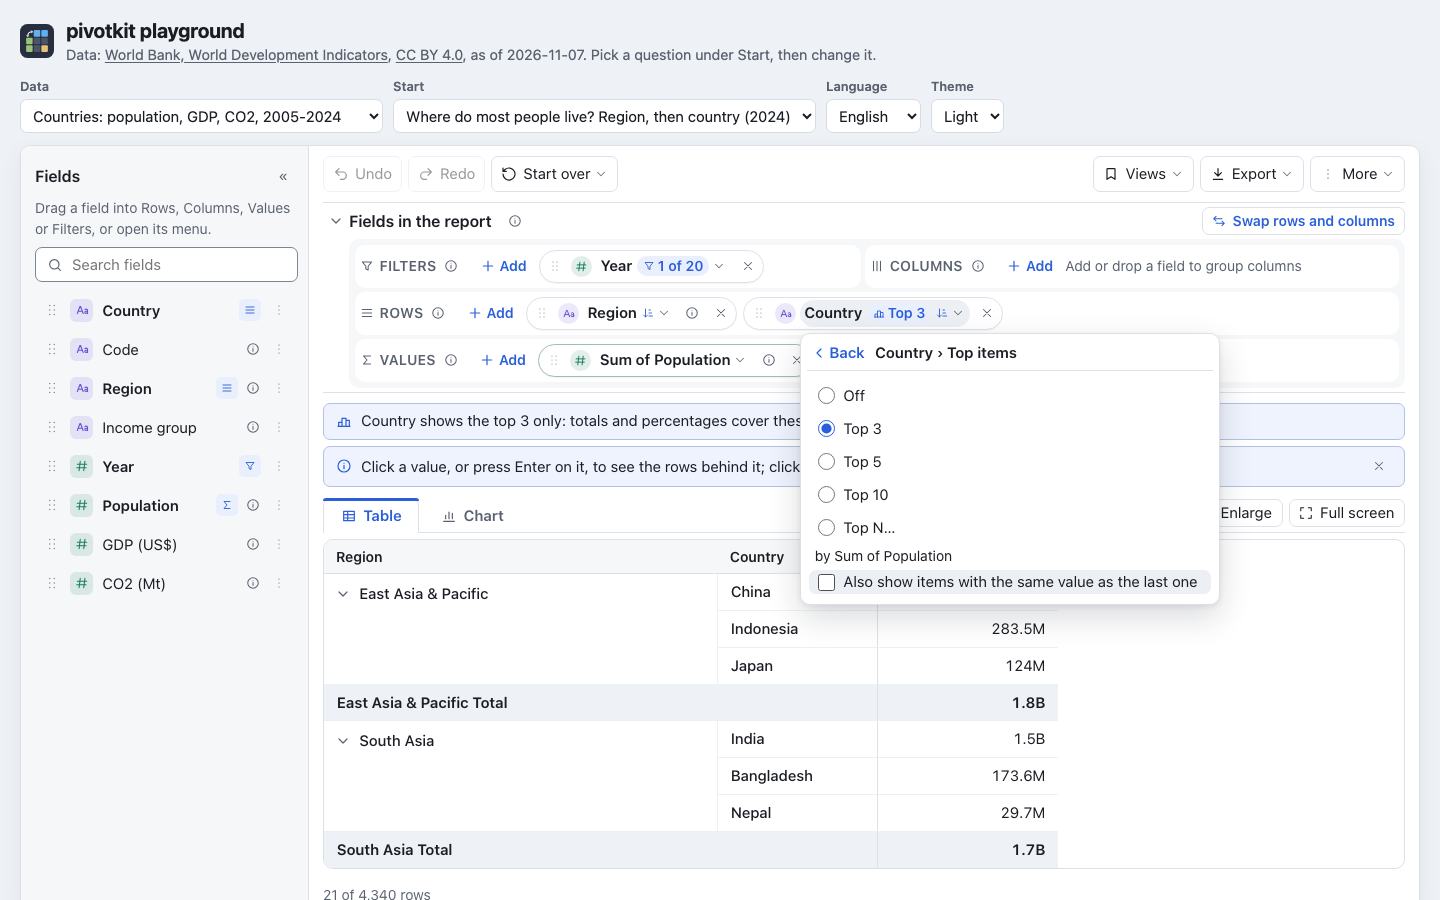 pivotkit playground
Data: World Bank, World Development Indicators, CC BY 4.0, as of 2026-11-07. Pick a question under Start, then change it.
Data
Start
Language
Theme
Countries: population, GDP, CO2, 2005-2024
Where do most people live? Region, then country (2024)
English
Light
Fields
«
Drag a field into Rows, Columns, Values
or Filters, or open its menu.
Search fields
Aa Country
Aa Code
Aa Region
Aa Income group
# Year
# Population Σ
# GDP (US$)
# CO2 (Mt)
Undo
Redo
Start over
Views
Export
More
Fields in the report
Swap rows and columns
FILTERS
+ Add
# Year 1 of 20
COLUMNS
+ Add
Add or drop a field to group columns
ROWS
+ Add
Aa Region
Aa Country Top 3
Σ VALUES
+ Add
# Sum of Population
Back Country › Top items
Off
Top 3
Top 5
Top 10
Top N...
by Sum of Population
Also show items with the same value as the last one
Country shows the top 3 only: totals and percentages cover thes
Click a value, or press Enter on it, to see the rows behind it; click
Table
Chart
Enlarge
Full screen
Region Country
East Asia & Pacific China
Indonesia 283.5M
Japan 124M
East Asia & Pacific Total 1.8B
South Asia India 1.5B
Bangladesh 173.6M
Nepal 29.7M
South Asia Total 1.7B
21 of 4,340 rows